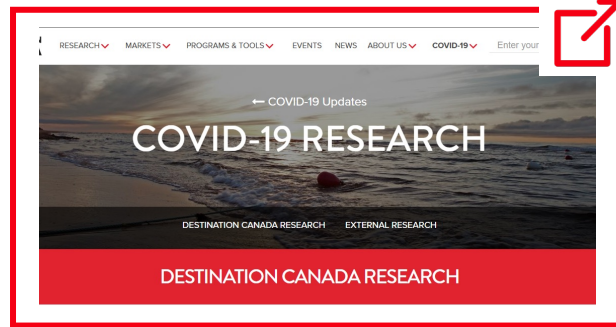 RESEARCH MARKETS PROGRAMS & TOOLS EVENTS NEWS ABOUT US COVID-19 Enter your
← COVID-19 Updates
COVID-19 RESEARCH
DESTINATION CANADA RESEARCH EXTERNAL RESEARCH
DESTINATION CANADA RESEARCH